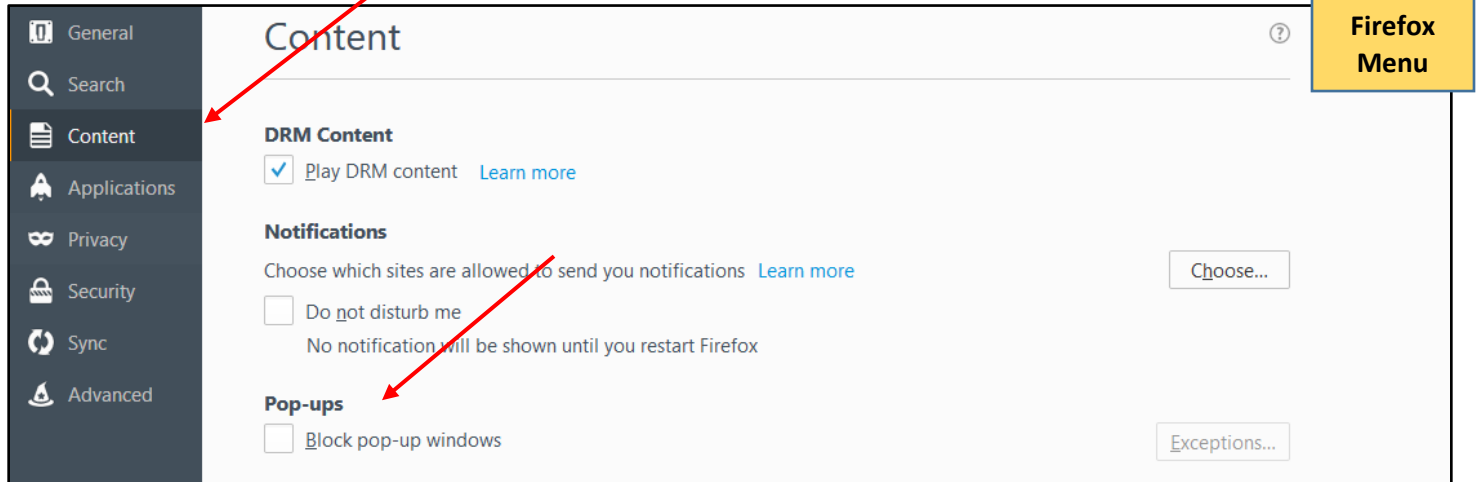 General
Search
Content
Applications
Privacy
Security
Sync
Advanced
Content
?
Firefox
Menu
DRM Content
Play DRM content Learn more
Notifications
Choose which sites are allowed to send you notifications Learn more
Choose...
Do not disturb me
No notification will be shown until you restart Firefox
Pop-ups
Block pop-up windows
Exceptions...